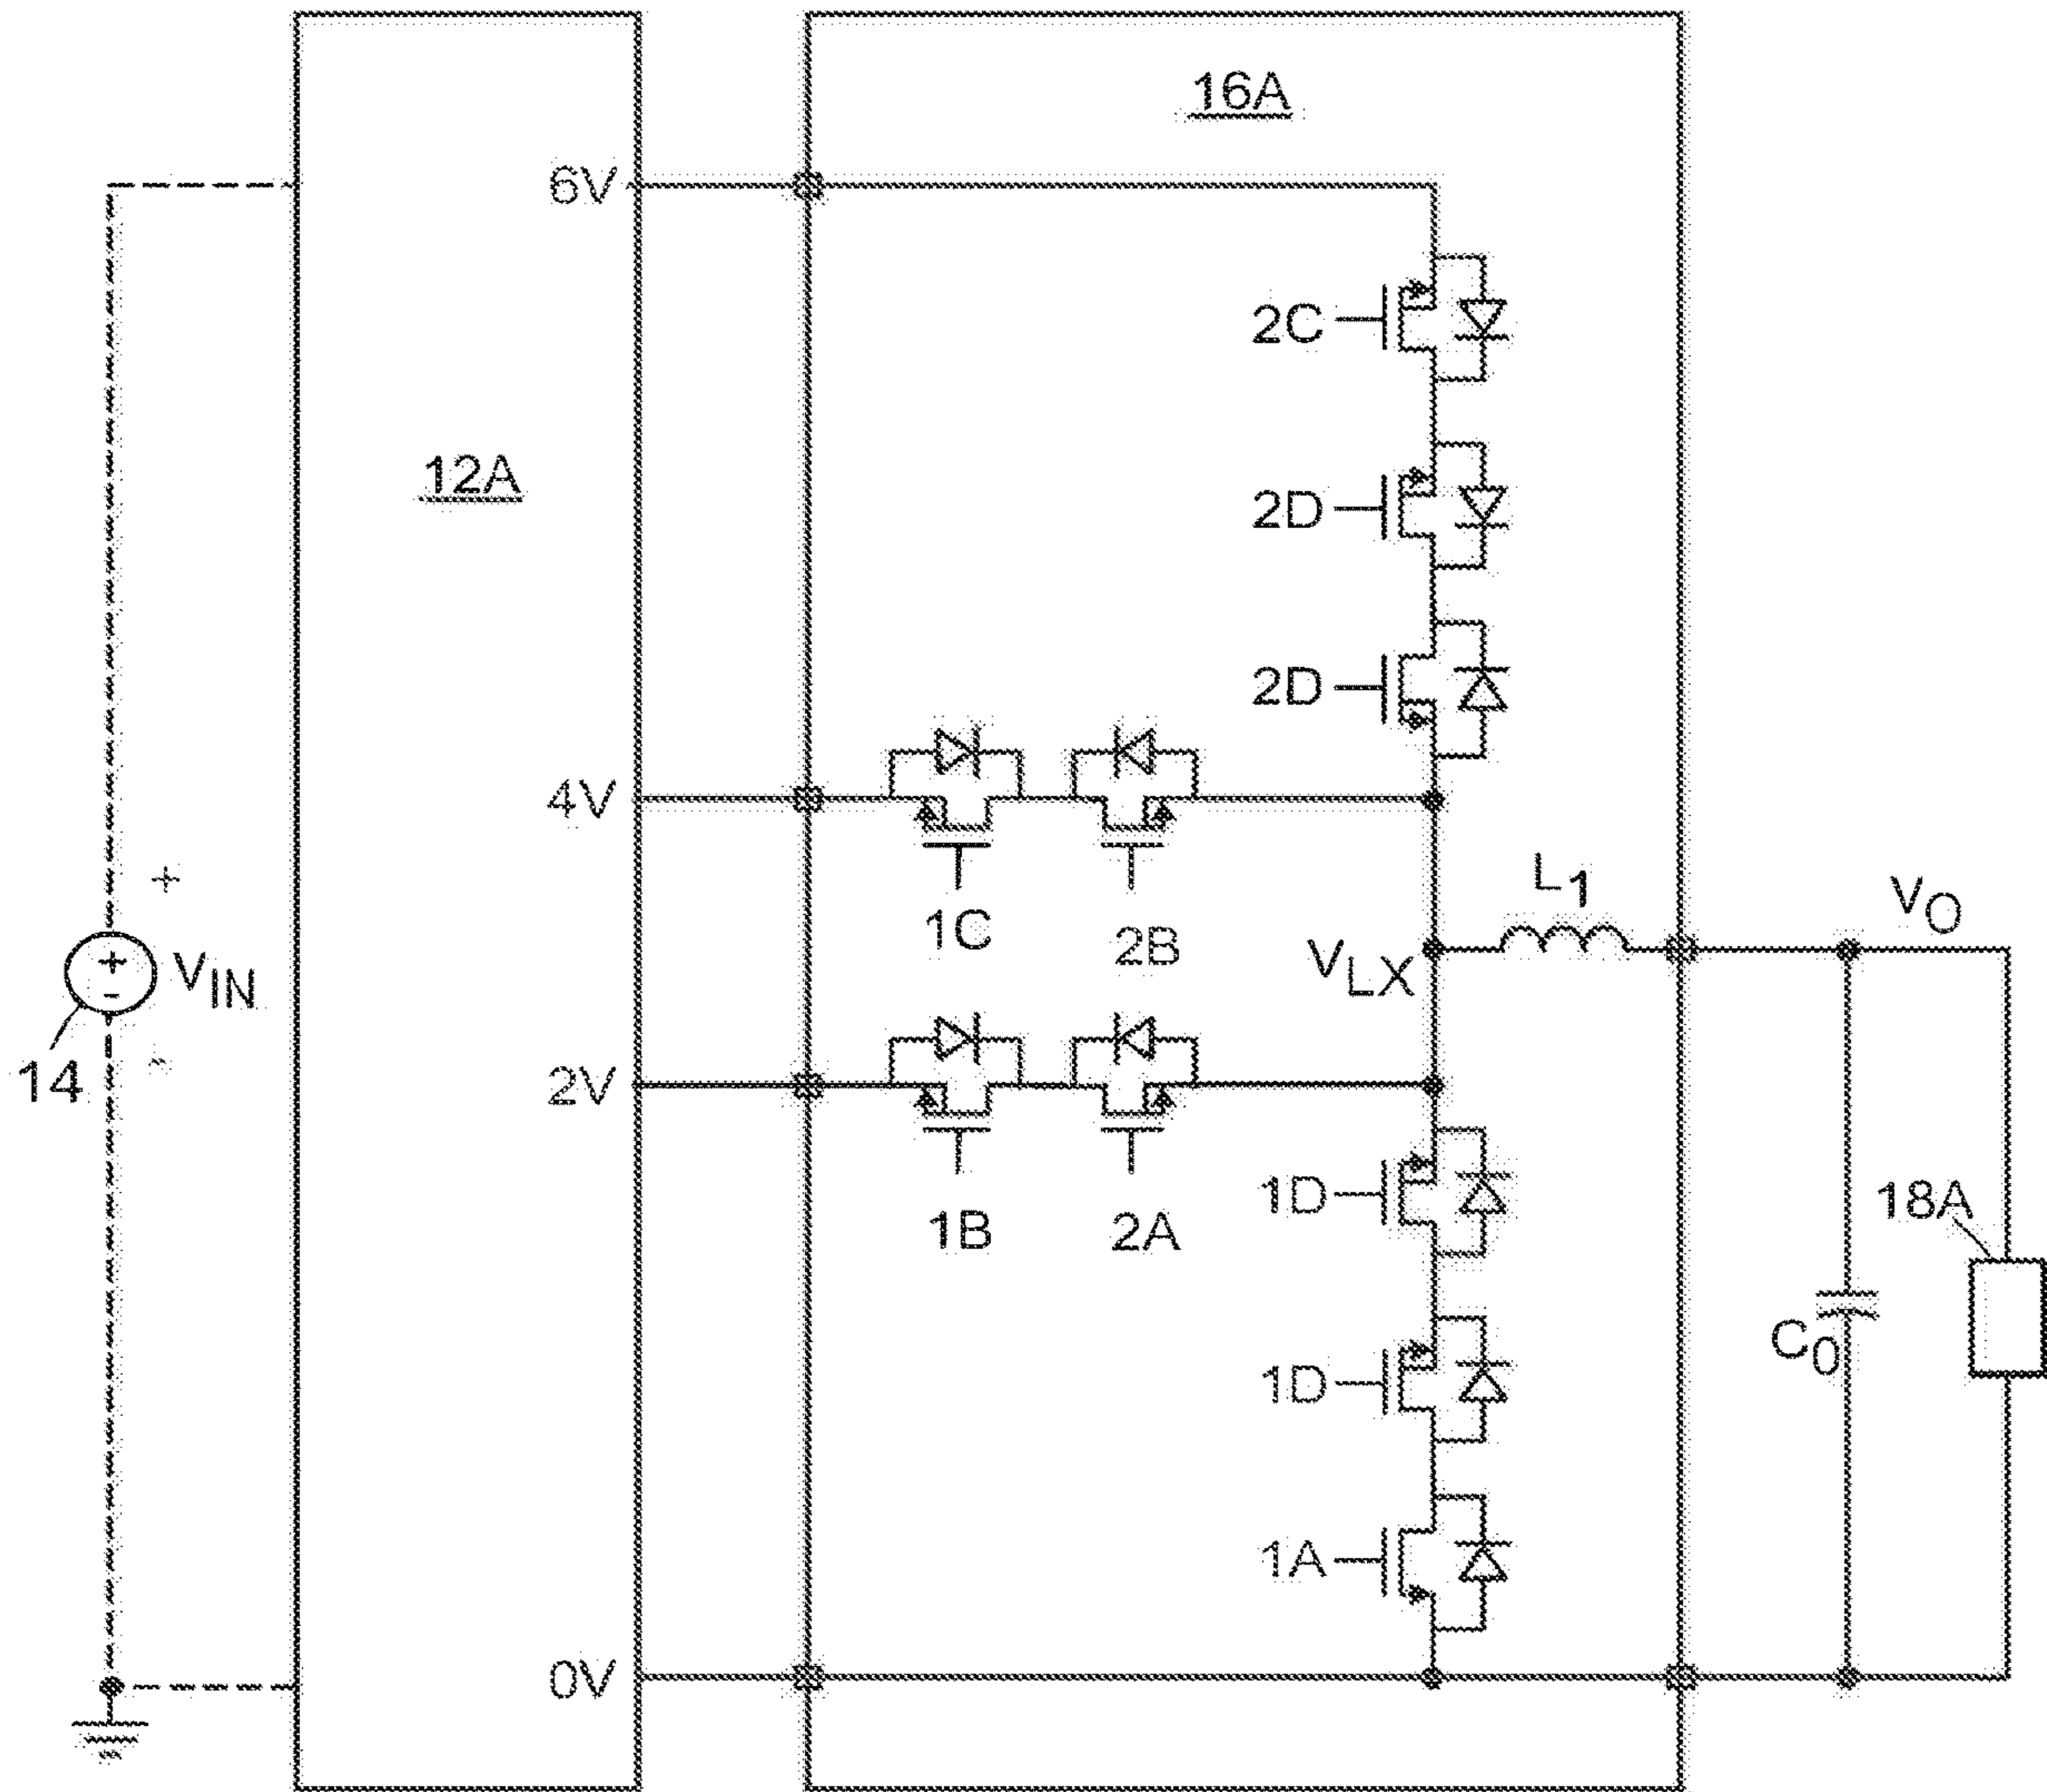 16A
6V
2C
12A
2D
2D
4V
+
1C
2B
L1
VO
VLX
+
-
VIN
14
-
2V
1B
2A
1D
18A
1D
C0
1A
0V